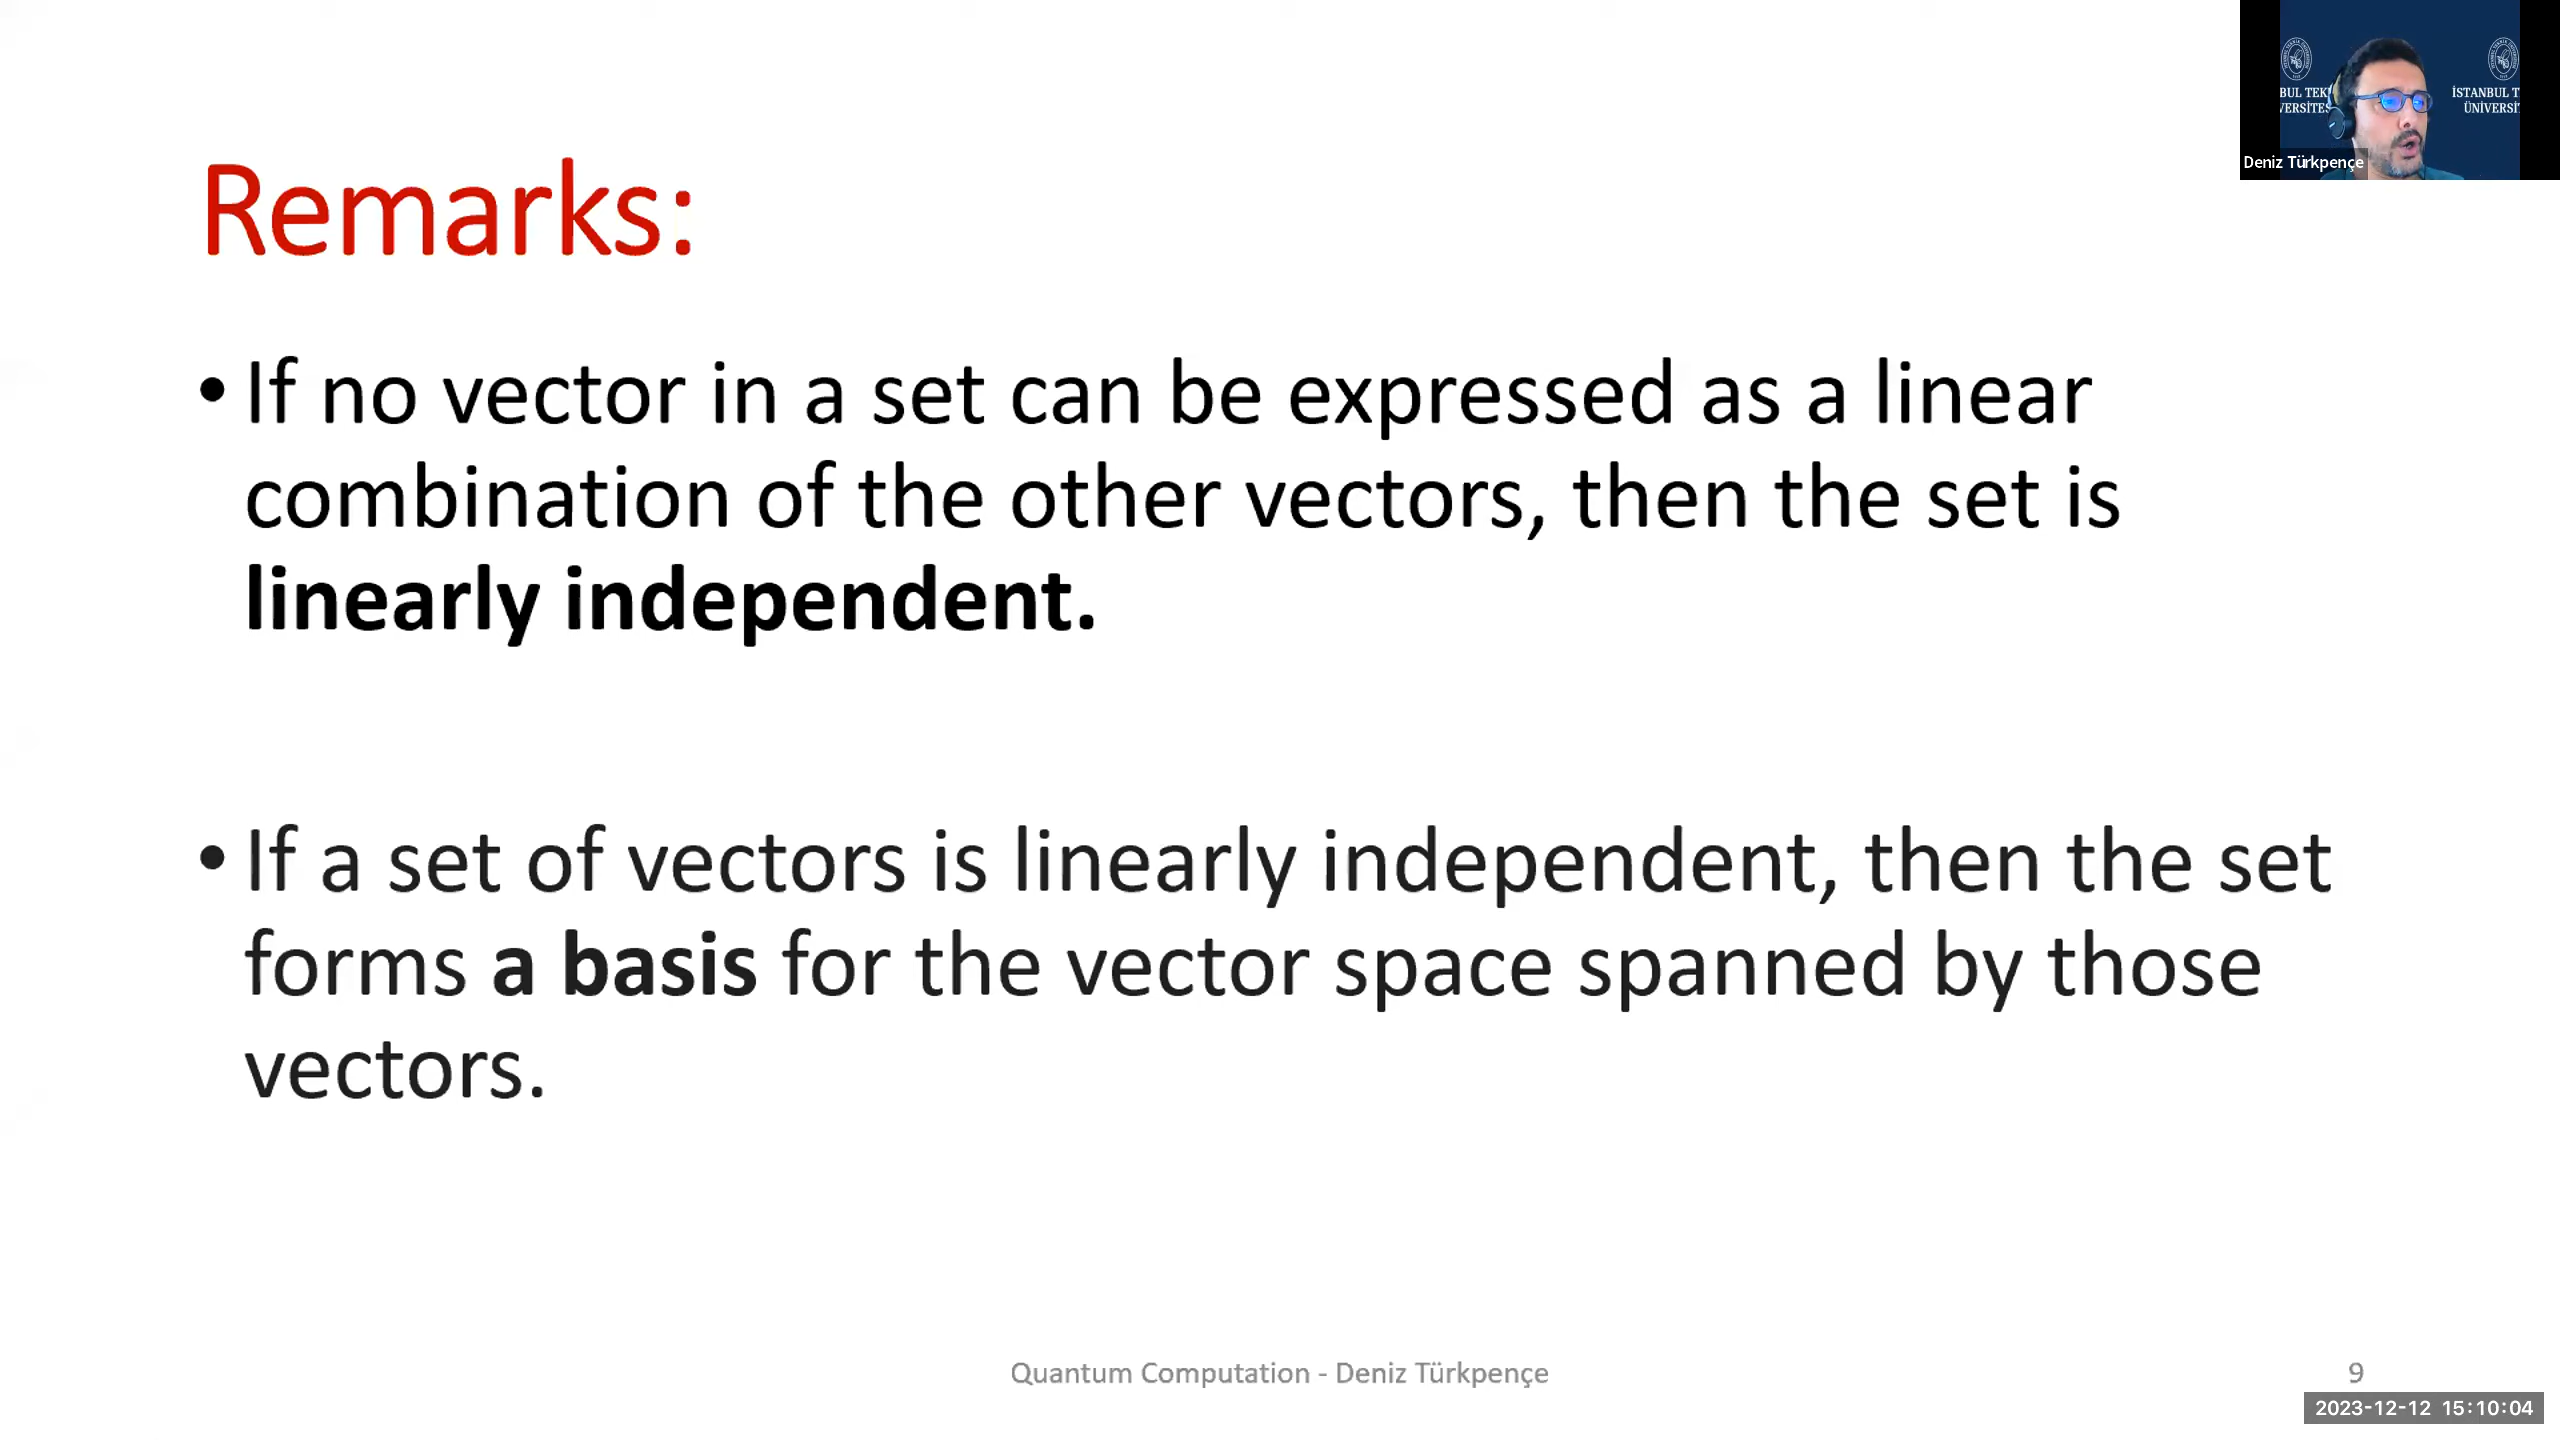 BUL TEK
VERSİTES
İSTANBUL T
ÜNİVERSİ
Deniz Türkpençe
Remarks:
• If no vector in a set can be expressed as a linear
combination of the other vectors, then the set is
linearly independent.
• If a set of vectors is linearly independent, then the set
forms a basis for the vector space spanned by those
vectors.
Quantum Computation - Deniz Türkpençe
9
2023-12-12 15:10:04